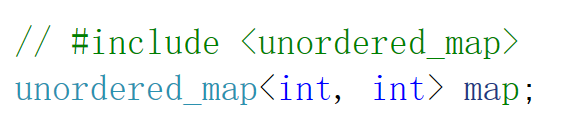 // #include <unordered_map>
unordered_map<int, int> map;